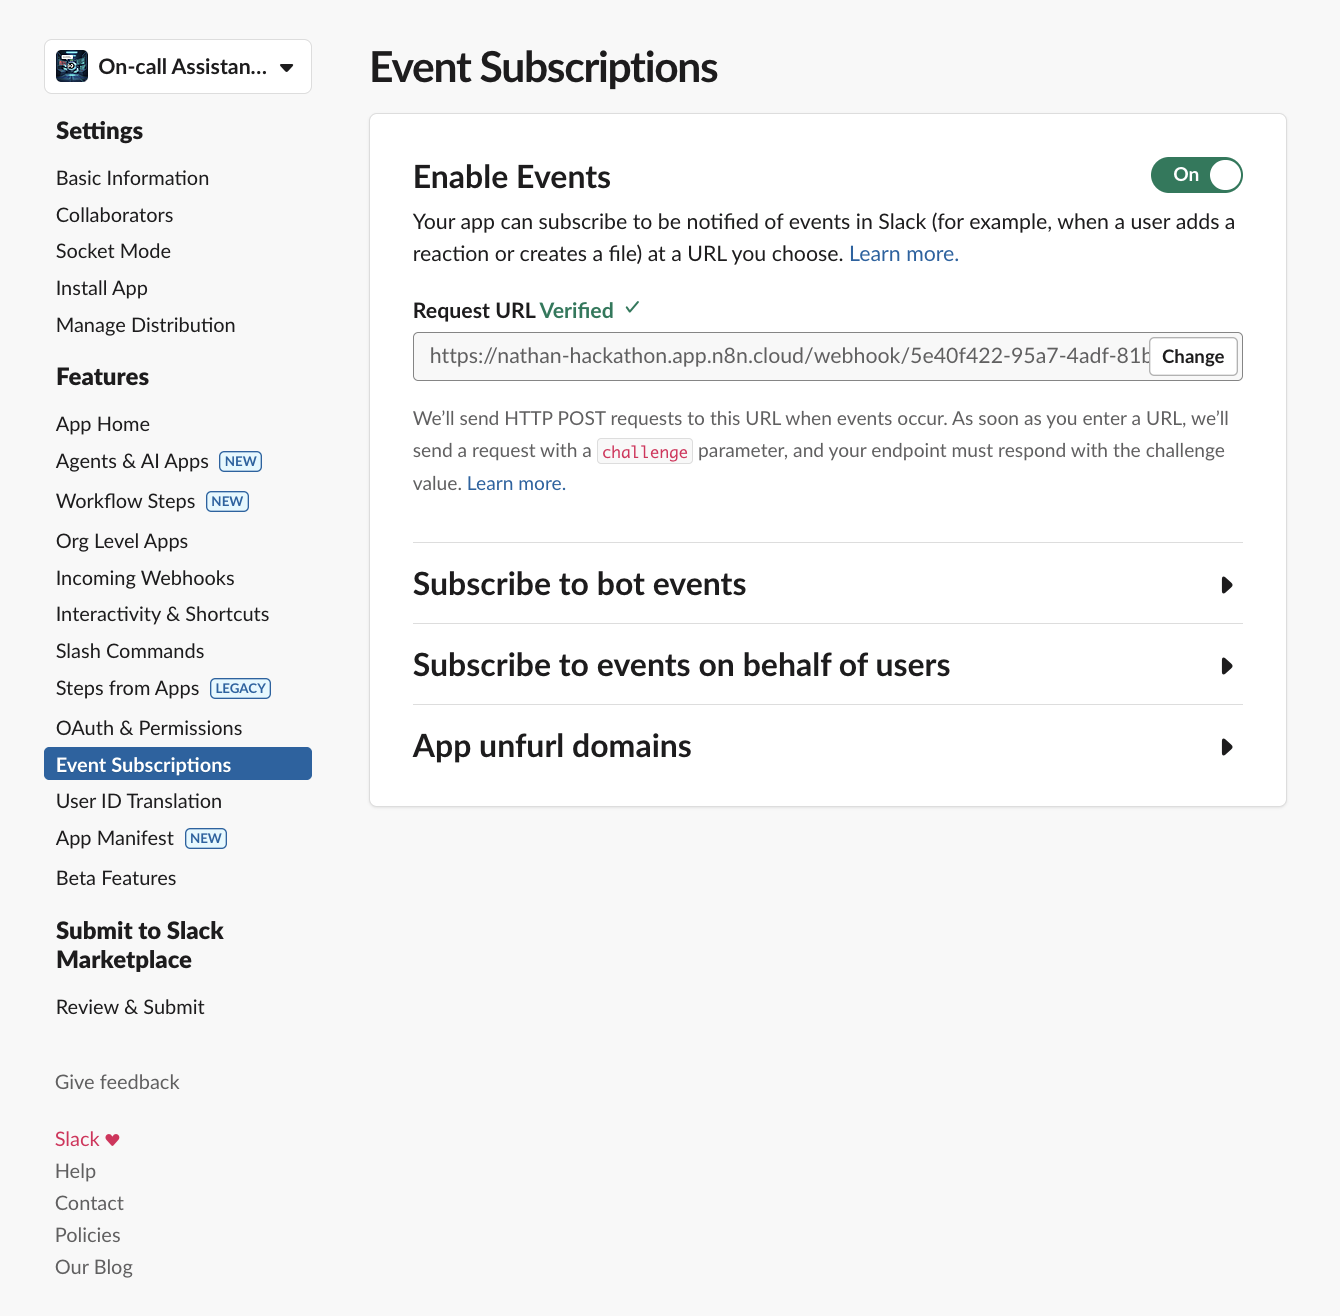 On-call Assistan...
Settings
Basic Information
Collaborators
Socket Mode
Install App
Manage Distribution
Features
App Home
Agents & AI Apps NEW
Workflow Steps NEW
Org Level Apps
Incoming Webhooks
Interactivity & Shortcuts
Slash Commands
Steps from Apps LEGACY
OAuth & Permissions
Event Subscriptions
User ID Translation
App Manifest NEW
Beta Features
Submit to Slack
Marketplace
Review & Submit
Give feedback
Slack ♥
Help
Contact
Policies
Our Blog
Event Subscriptions
Enable Events
On
Your app can subscribe to be notified of events in Slack (for example, when a user adds a
reaction or creates a file) at a URL you choose. Learn more.
Request URL Verified ✓
https://nathan-hackathon.app.n8n.cloud/webhook/5e40f422-95a7-4adf-81b
Change
We’ll send HTTP POST requests to this URL when events occur. As soon as you enter a URL, we’ll
send a request with a challenge parameter, and your endpoint must respond with the challenge
value. Learn more.
Subscribe to bot events
Subscribe to events on behalf of users
App unfurl domains